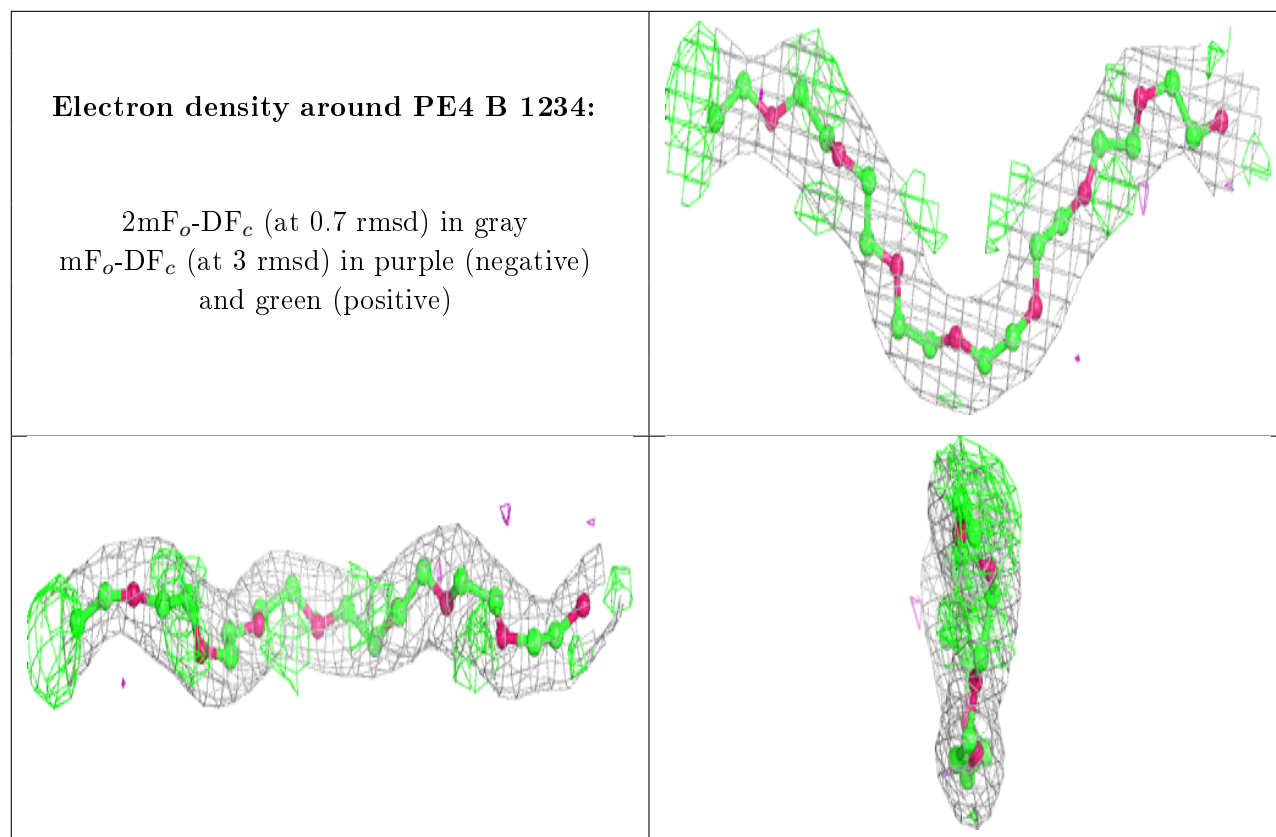 Electron density around PE4 B 1234:
2mFₒ-DF𝑐 (at 0.7 rmsd) in gray
mFₒ-DF𝑐 (at 3 rmsd) in purple (negative)
and green (positive)